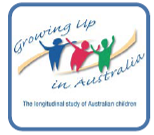 Growing Up
in Australia
The longitudinal study of Australian children